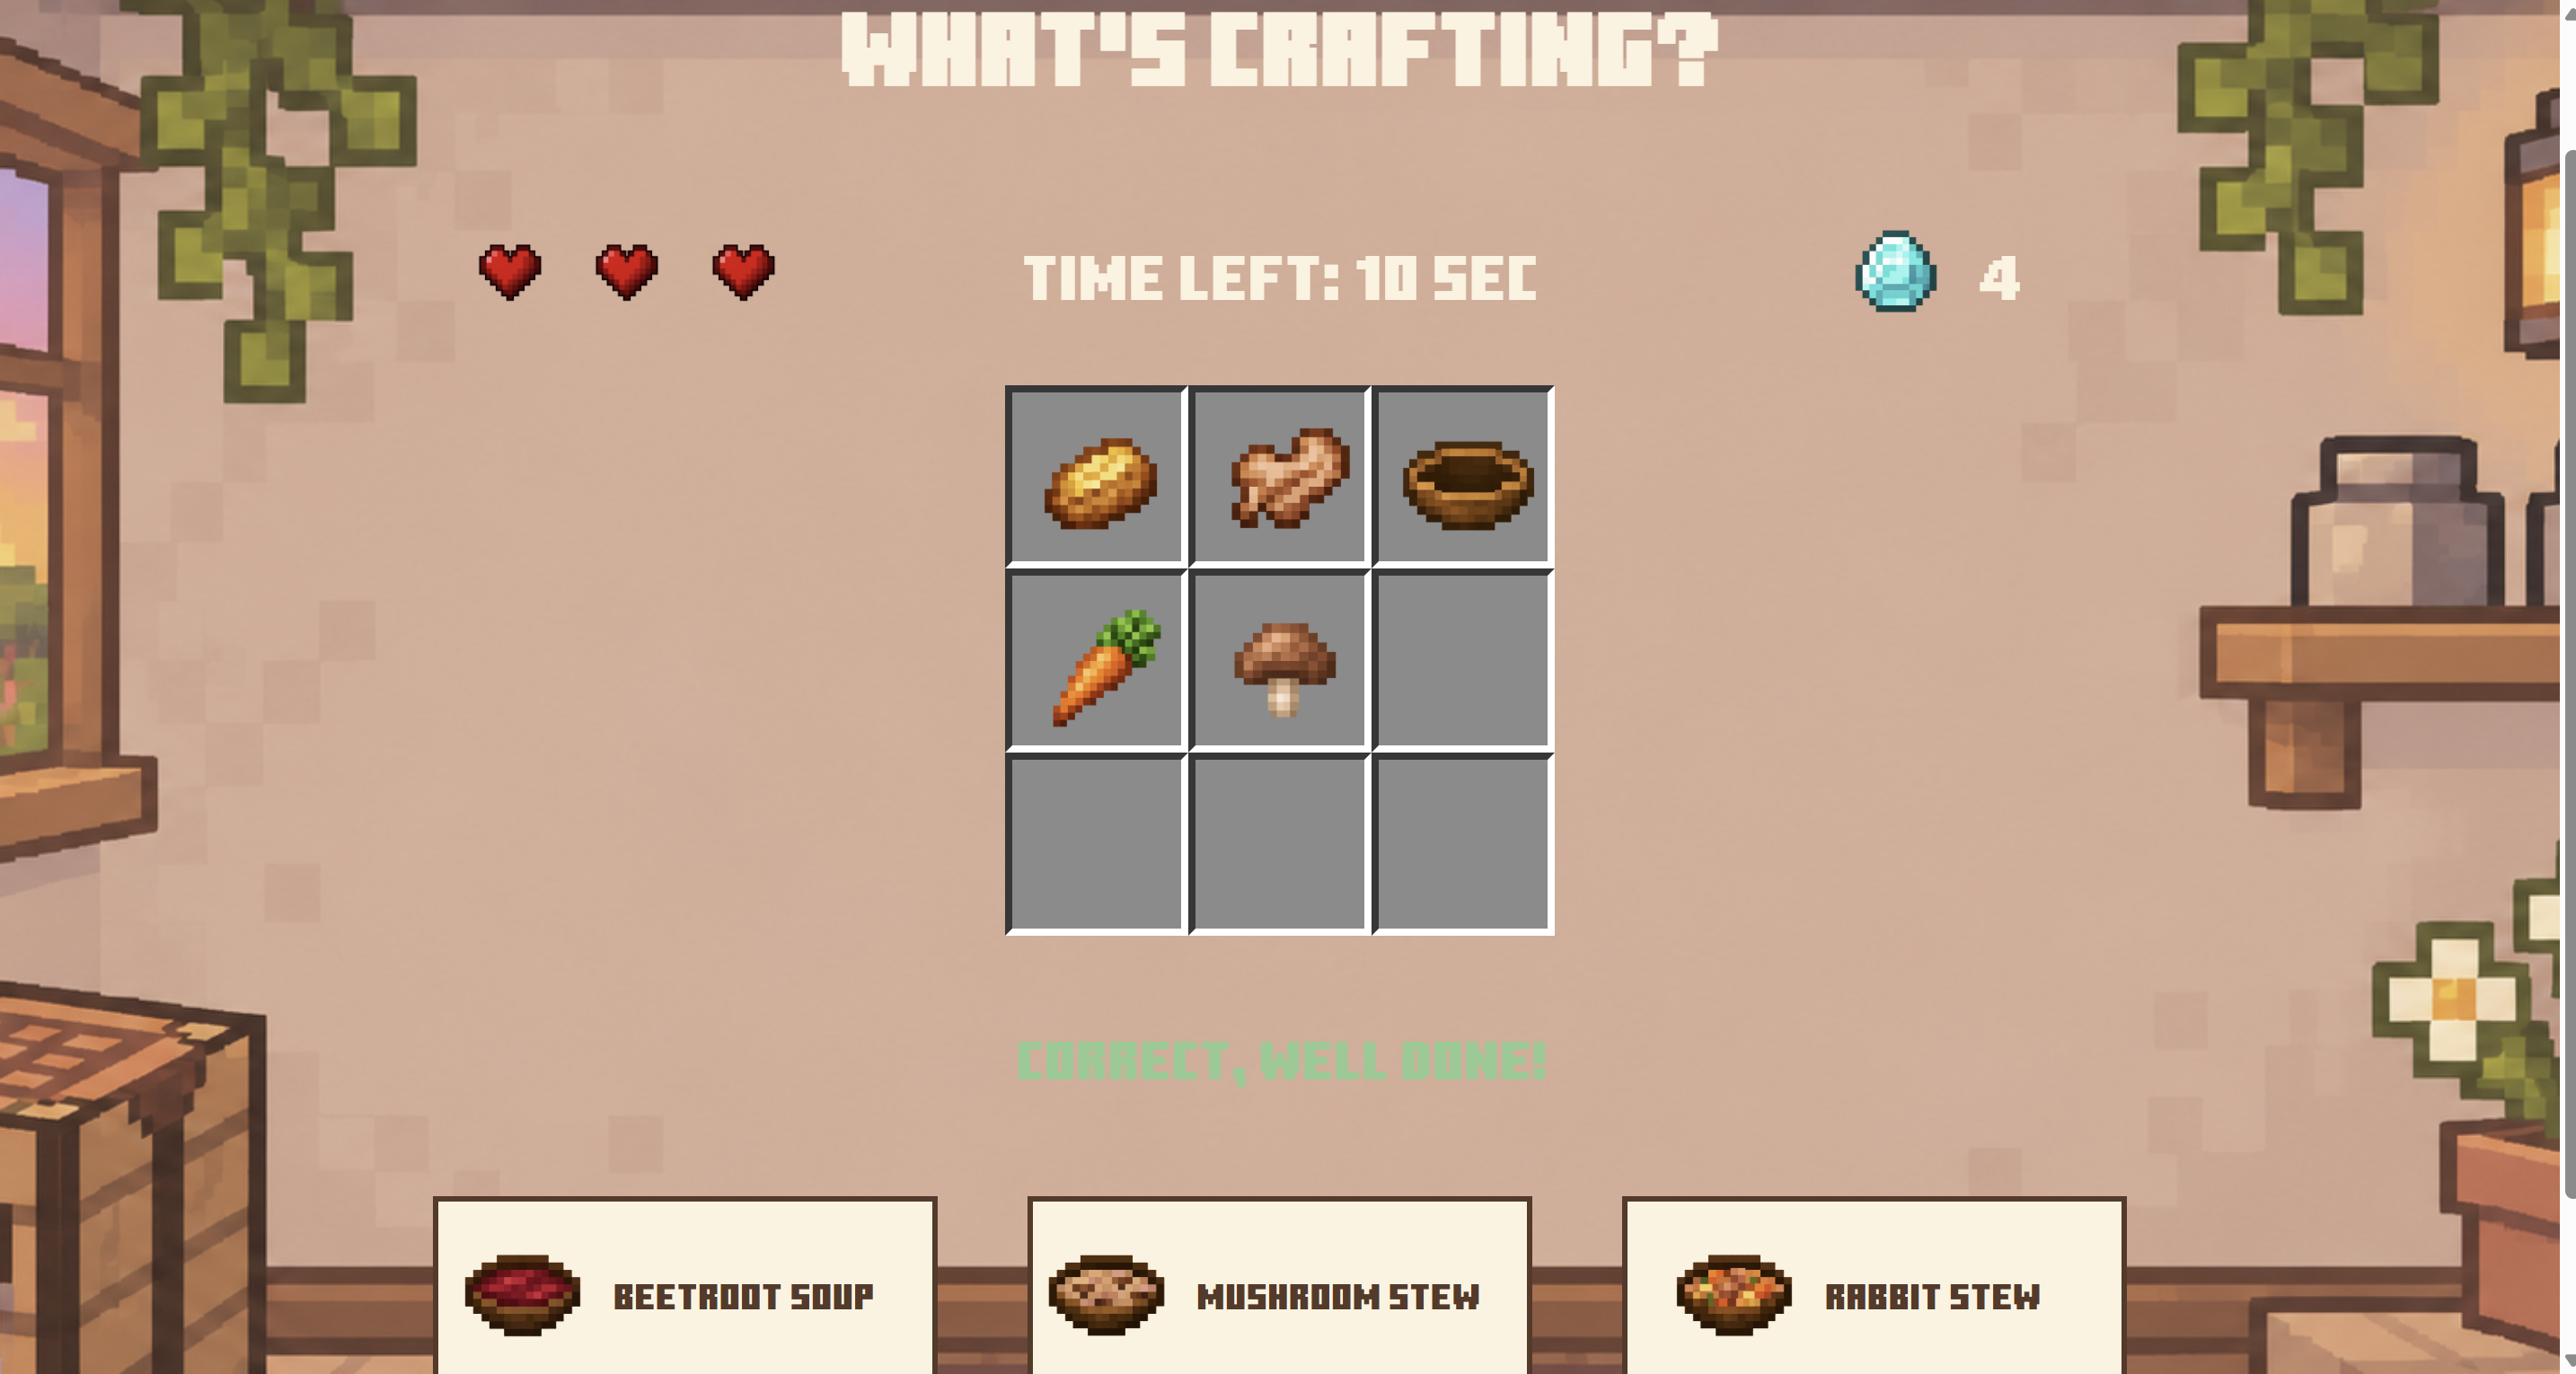 WHAT'S CRAFTING?
TIME LEFT: 10 SEC
4
CORRECT, WELL DONE!
BEETROOT SOUP
MUSHROOM STEW
RABBIT STEW